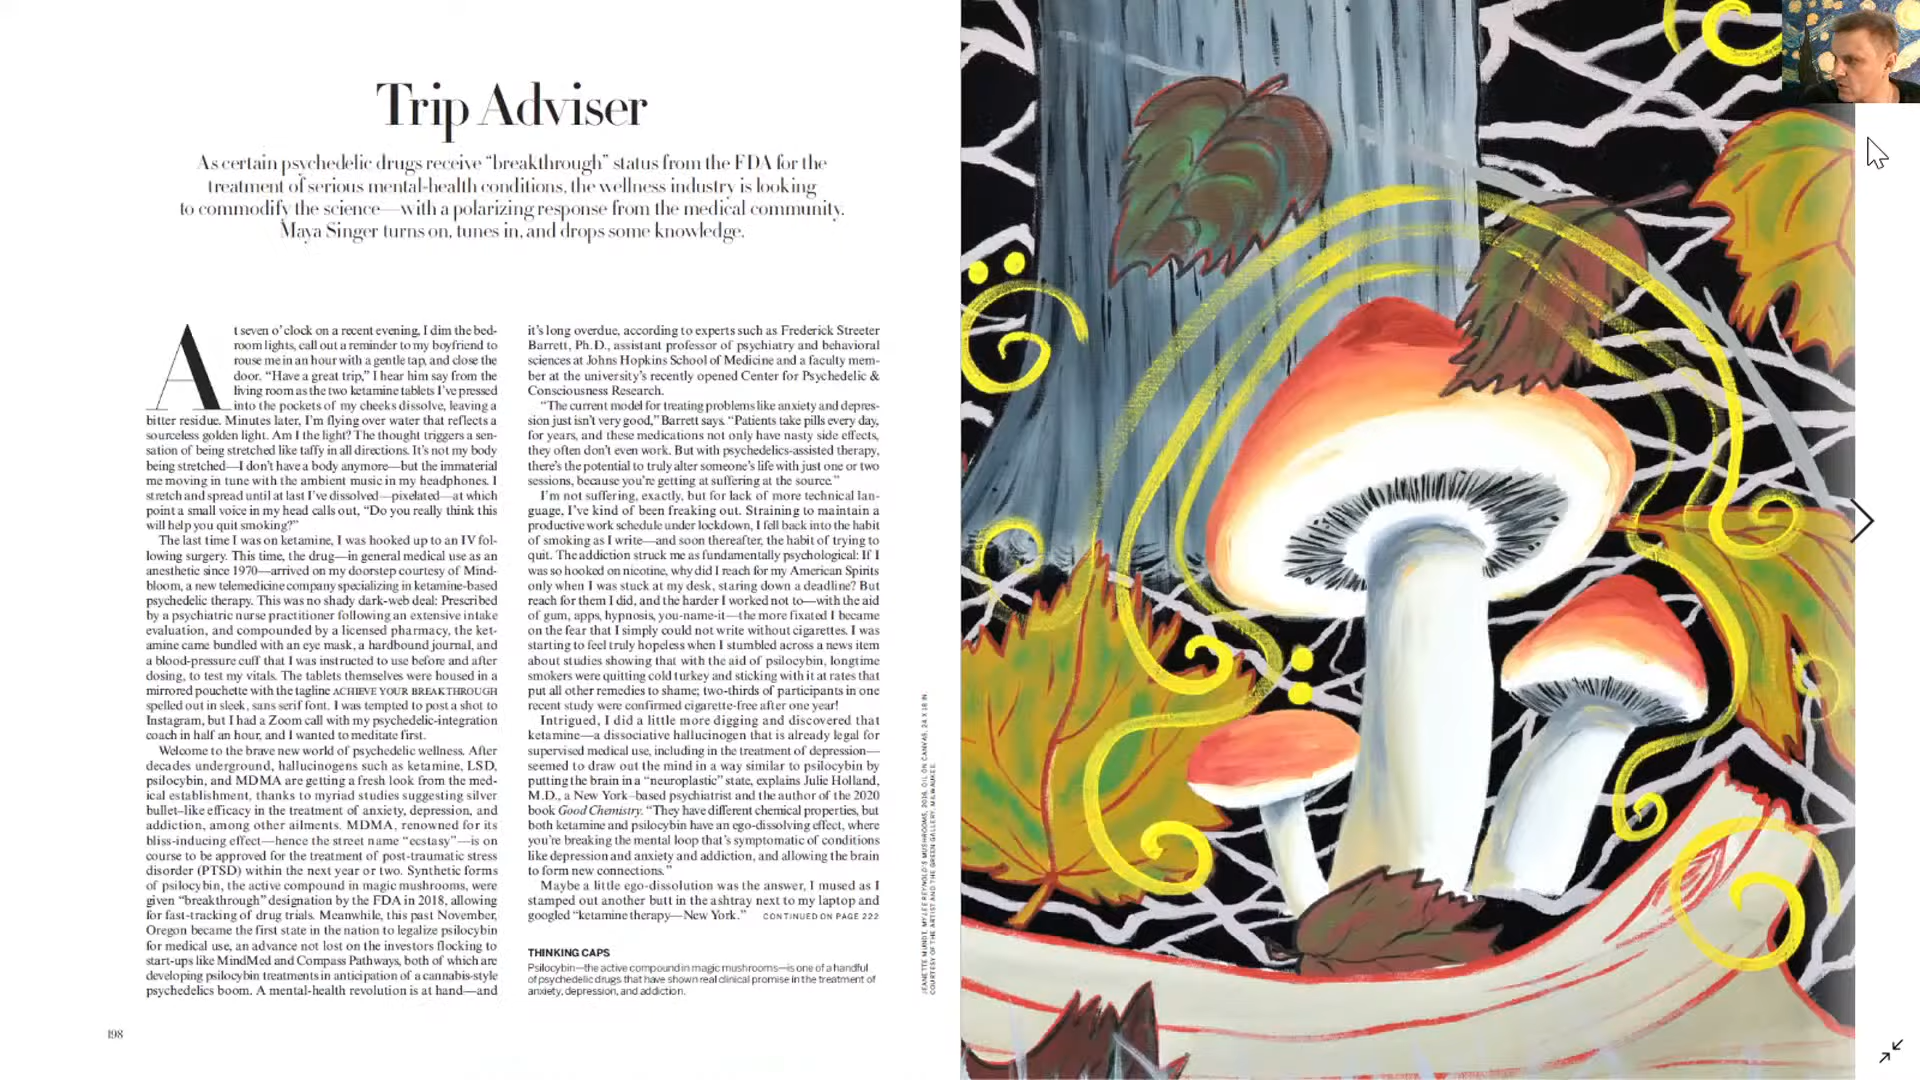 Trip Adviser
As certain psychedelic drugs receive “breakthrough” status from the FDA for the
treatment of serious mental-health conditions, the wellness industry is looking
to commodify the science—with a polarizing response from the medical community.
Maya Singer turns on, tunes in, and drops some knowledge.
At seven o’clock on a recent evening, I dim the bed-
room lights, call out a reminder to my boyfriend to
rouse me in an hour with a gentle tap, and close the
door. “Have a great trip,” I hear him say from the
living room as the two ketamine tablets I’ve pressed
into the pockets of my cheeks dissolve, leaving a
bitter residue. Minutes later, I’m flying over water that reflects a
sourceless golden light. Am I the light? The thought triggers a sen-
sation of being stretched like taffy in all directions. It’s not my body
being stretched—I don’t have a body anymore—but the immaterial
me moving in tune with the ambient music in my headphones. I
stretch and spread until at last I’ve dissolved—pixelated—at which
point a small voice in my head calls out, “Do you really think this
will help you quit smoking?”
The last time I was on ketamine, I was hooked up to an IV fol-
lowing surgery. This time, the drug—in general medical use as an
anesthetic since 1970—arrived on my doorstep courtesy of Mind-
bloom, a new telemedicine company specializing in ketamine-based
psychedelic therapy. This was no shady dark-web deal: Prescribed
by a psychiatric nurse practitioner following an extensive intake
evaluation, and compounded by a licensed pharmacy, the ket-
amine came bundled with an eye mask, a hardbound journal, and
a blood-pressure cuff that I was instructed to use before and after
dosing, to test my vitals. The tablets themselves were housed in a
mirrored pouchette with the tagline ACHIEVE YOUR BREAKTHROUGH
spelled out in sleek, sans serif font. I was tempted to post a shot to
Instagram, but I had a Zoom call with my psychedelic-integration
coach in half an hour, and I wanted to meditate first.
Welcome to the brave new world of psychedelic wellness. After
decades underground, hallucinogens such as ketamine, LSD,
psilocybin, and MDMA are getting a fresh look from the med-
ical establishment, thanks to myriad studies suggesting silver
bullet–like efficacy in the treatment of anxiety, depression, and
addiction, among other ailments. MDMA, renowned for its
bliss-inducing effect—hence the street name “ecstasy”—is on
course to be approved for the treatment of post-traumatic stress
disorder (PTSD) within the next year or two. Synthetic forms
of psilocybin, the active compound in magic mushrooms, were
given “breakthrough” designation by the FDA in 2018, allowing
for fast-tracking of drug trials. Meanwhile, this past November,
Oregon became the first state in the nation to legalize psilocybin
for medical use, an advance not lost on the investors flocking to
start-ups like MindMed and Compass Pathways, both of which are
developing psilocybin treatments in anticipation of a cannabis-style
psychedelics boom. A mental-health revolution is at hand—and
it’s long overdue, according to experts such as Frederick Streeter
Barrett, Ph.D., assistant professor of psychiatry and behavioral
sciences at Johns Hopkins School of Medicine and a faculty mem-
ber at the university’s recently opened Center for Psychedelic &
Consciousness Research.
“The current model for treating problems like anxiety and depres-
sion just isn’t very good,” Barrett says. “Patients take pills every day,
for years, and these medications not only have nasty side effects,
they often don’t even work. But with psychedelics-assisted therapy,
there’s the potential to truly alter someone’s life with just one or two
sessions, because you’re getting at suffering at the source.”
I’m not suffering, exactly, but for lack of more technical lan-
guage, I’ve kind of been freaking out. Straining to maintain a
productive work schedule under lockdown, I fell back into the habit
of smoking as I write—and soon thereafter, the habit of trying to
quit. The addiction struck me as fundamentally psychological: If I
was so hooked on nicotine, why did I reach for my American Spirits
only when I was stuck at my desk, staring down a deadline? But
reach for them I did, and the harder I worked not to—with the aid
of gum, apps, hypnosis, you-name-it—the more fixated I became
on the fear that I simply could not write without cigarettes. I was
starting to feel truly hopeless when I stumbled across a news item
about studies showing that with the aid of psilocybin, longtime
smokers were quitting cold turkey and sticking with it at rates that
put all other remedies to shame; two-thirds of participants in one
recent study were confirmed cigarette-free after one year!
Intrigued, I did a little more digging and discovered that
ketamine—a dissociative hallucinogen that is already legal for
supervised medical use, including in the treatment of depression—
seemed to draw out the mind in a way similar to psilocybin by
putting the brain in a “neuroplastic” state, explains Julie Holland,
M.D., a New York–based psychiatrist and the author of the 2020
book Good Chemistry. “They have different chemical properties, but
both ketamine and psilocybin have an ego-dissolving effect, where
you’re breaking the mental loop that’s symptomatic of conditions
like depression and anxiety and addiction, and allowing the brain
to form new connections.”
Maybe a little ego-dissolution was the answer, I mused as I
stamped out another butt in the ashtray next to my laptop and
googled “ketamine therapy—New York.” CONTINUED ON PAGE 222
THINKING CAPS
Psilocybin—the active compound in magic mushrooms—is one of a handful
of psychedelic drugs that have shown real clinical promise in the treatment of
anxiety, depression, and addiction.
JEANETTE MUNDT, MYLEE REYNOLD'S MUSHROOMS, 2016, OIL ON CANVAS, 24 X 18 IN.
COURTESY OF THE ARTIST AND THE GREEN GALLERY, MILWAUKEE.
198